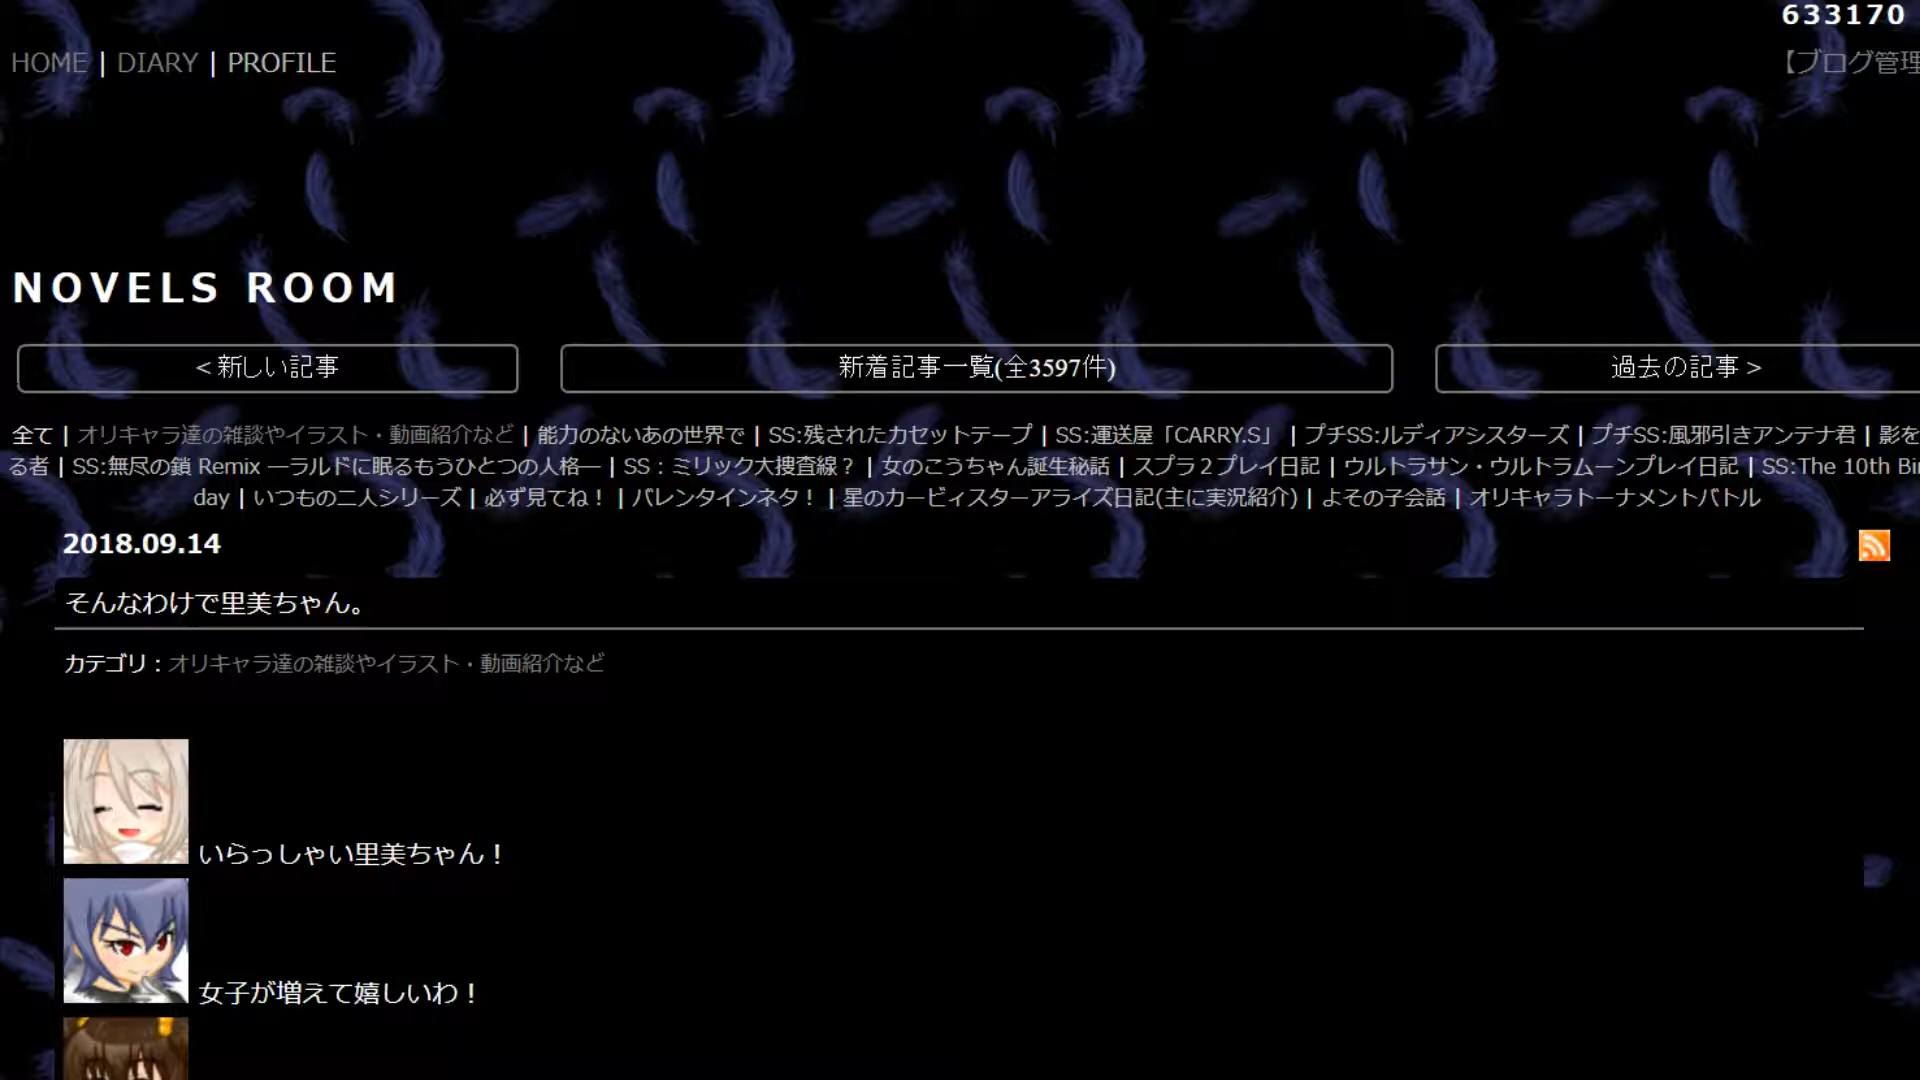 633170
HOME | DIARY | PROFILE
【ブログ管理
NOVELS ROOM
＜新しい記事
新着記事一覧(全3597件)
過去の記事＞
全て | オリキャラ達の雑談やイラスト・動画紹介など | 能力のないあの世界で | SS:残されたカセットテープ | SS:運送屋「CARRY.S」 | プチSS:ルディアシスターズ | プチSS:風邪引きアンテナ君 | 影を
る者 | SS:無尽の鎖 Remix ―ラルドに眠るもうひとつの人格― | SS：ミリック大捜査線？ | 女のこうちゃん誕生秘話 | スプラ２プレイ日記 | ウルトラサン・ウルトラムーンプレイ日記 | SS:The 10th Bi
day | いつもの二人シリーズ | 必ず見てね！ | バレンタインネタ！ | 星のカービィスターアライズ日記(主に実況紹介) | よその子会話 | オリキャラトーナメントバトル
2018.09.14
そんなわけで里美ちゃん。
カテゴリ：オリキャラ達の雑談やイラスト・動画紹介など
いらっしゃい里美ちゃん！
女子が増えて嬉しいわ！